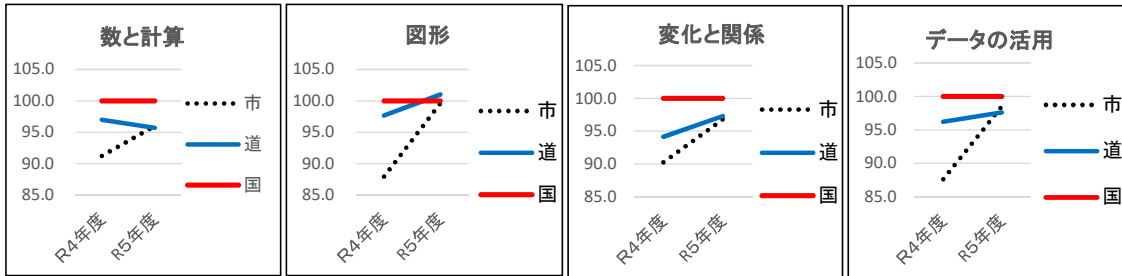 数と計算
105.0
100.0
95.0
90.0
85.0
R4年度
R5年度
市
道
国
図形
105.0
100.0
95.0
90.0
85.0
R4年度
R5年度
市
道
国
変化と関係
105.0
100.0
95.0
90.0
85.0
R4年度
R5年度
市
道
国
データの活用
105.0
100.0
95.0
90.0
85.0
R4年度
R5年度
市
道
国